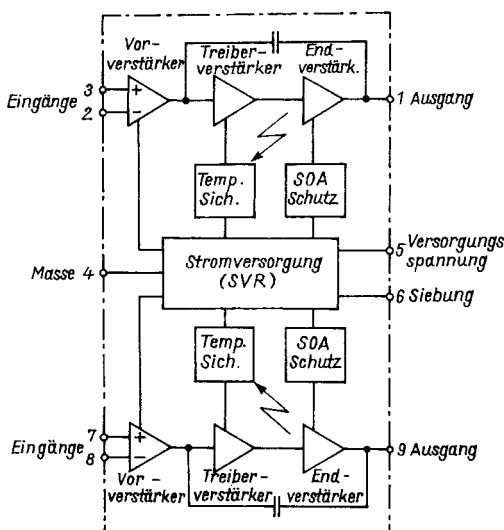 Vor-
verstärker
Treiber-
verstärker
End-
verstärk.
Eingänge
3
2
+
−
1 Ausgang
Temp.
Sich.
SOA
Schutz
Masse 4
Stromversorgung
(SVR)
5 Versorgungs
spannung
6 Siebung
Temp.
Sich.
SOA
Schutz
Eingänge
7
8
+
−
9 Ausgang
Vor-
verstärker
Treiber-
verstärker
End-
verstärker